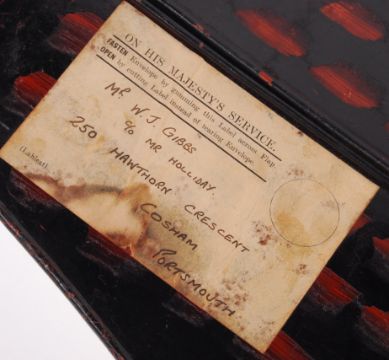 ON HIS MAJESTY'S SERVICE.
FASTEN Envelope by gumming this Label across Flap.
OPEN by cutting Label instead of tearing Envelope.
Mr. W. J. GIBBS
c/o MR HOLLIDAY.
250 HAWTHORN CRESCENT
COSHAM
PORTSMOUTH